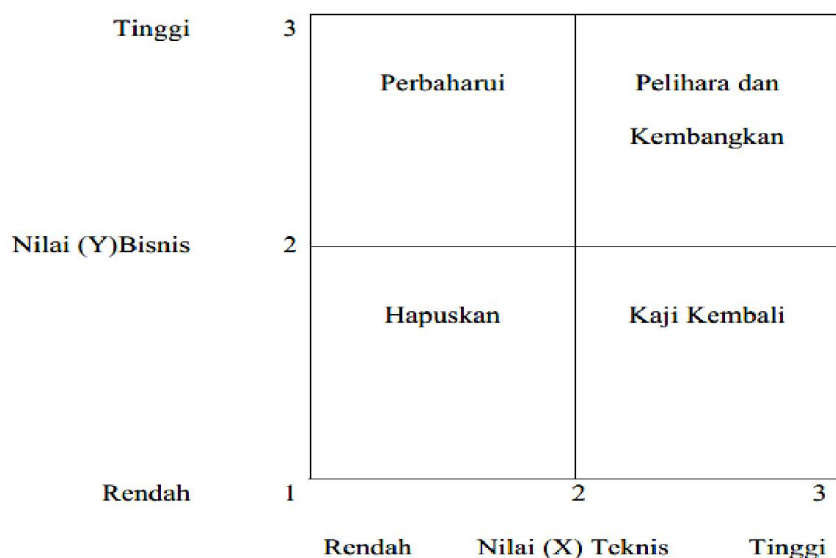 Tinggi 3
Perbaharui Pelihara dan
Kembangkan
Nilai (Y)Bisnis 2
Hapuskan Kaji Kembali
Rendah 1 2 3
Rendah Nilai (X) Teknis Tinggi